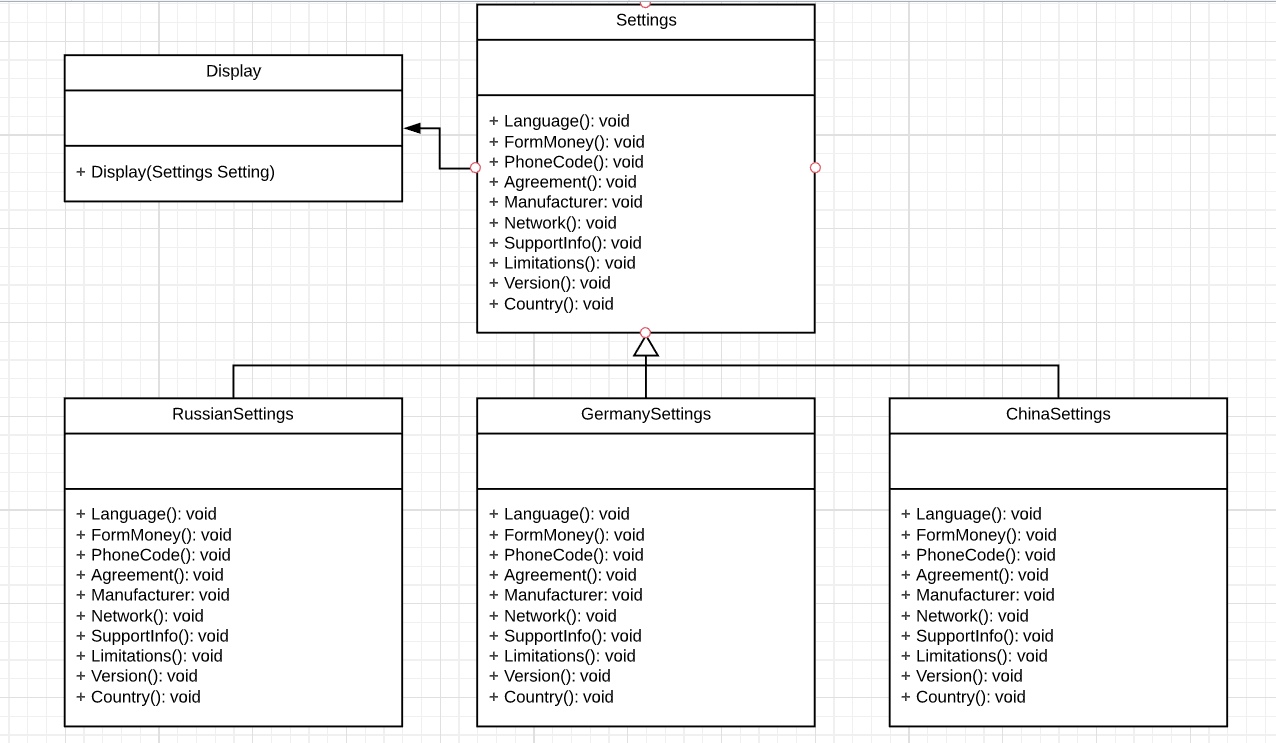 Settings
+ Language(): void
+ FormMoney(): void
+ PhoneCode(): void
+ Agreement(): void
+ Manufacturer: void
+ Network(): void
+ SupportInfo(): void
+ Limitations(): void
+ Version(): void
+ Country(): void
Display
+ Display(Settings Setting)
RussianSettings
+ Language(): void
+ FormMoney(): void
+ PhoneCode(): void
+ Agreement(): void
+ Manufacturer: void
+ Network(): void
+ SupportInfo(): void
+ Limitations(): void
+ Version(): void
+ Country(): void
GermanySettings
+ Language(): void
+ FormMoney(): void
+ PhoneCode(): void
+ Agreement(): void
+ Manufacturer: void
+ Network(): void
+ SupportInfo(): void
+ Limitations(): void
+ Version(): void
+ Country(): void
ChinaSettings
+ Language(): void
+ FormMoney(): void
+ PhoneCode(): void
+ Agreement(): void
+ Manufacturer: void
+ Network(): void
+ SupportInfo(): void
+ Limitations(): void
+ Version(): void
+ Country(): void